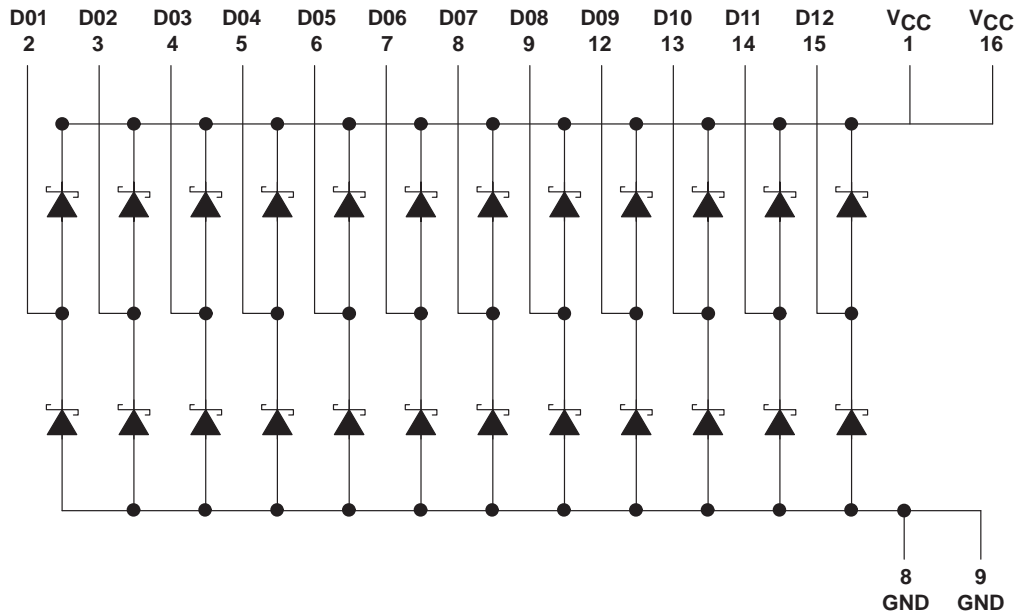 D01 D02 D03 D04 D05 D06 D07 D08 D09 D10 D11 D12 VCC VCC
2 3 4 5 6 7 8 9 12 13 14 15 1 16
8 9
GND GND